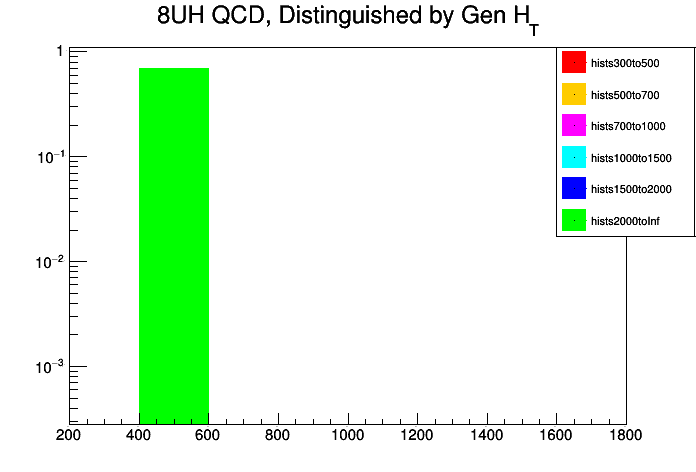 8UH QCD, Distinguished by Gen H_T
1
10⁻¹
10⁻²
10⁻³
200 400 600 800 1000 1200 1400 1600 1800
hists300to500
hists500to700
hists700to1000
hists1000to1500
hists1500to2000
hists2000toInf